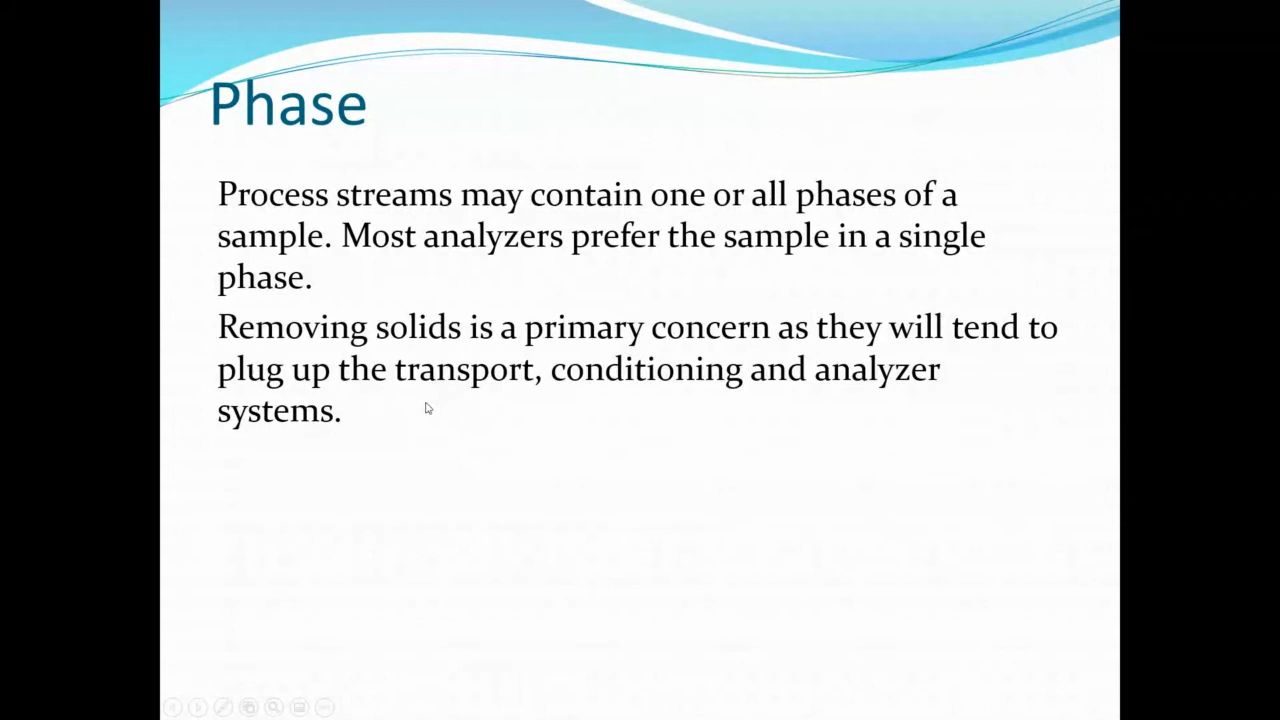 Phase
Process streams may contain one or all phases of a
sample. Most analyzers prefer the sample in a single
phase.
Removing solids is a primary concern as they will tend to
plug up the transport, conditioning and analyzer
systems.